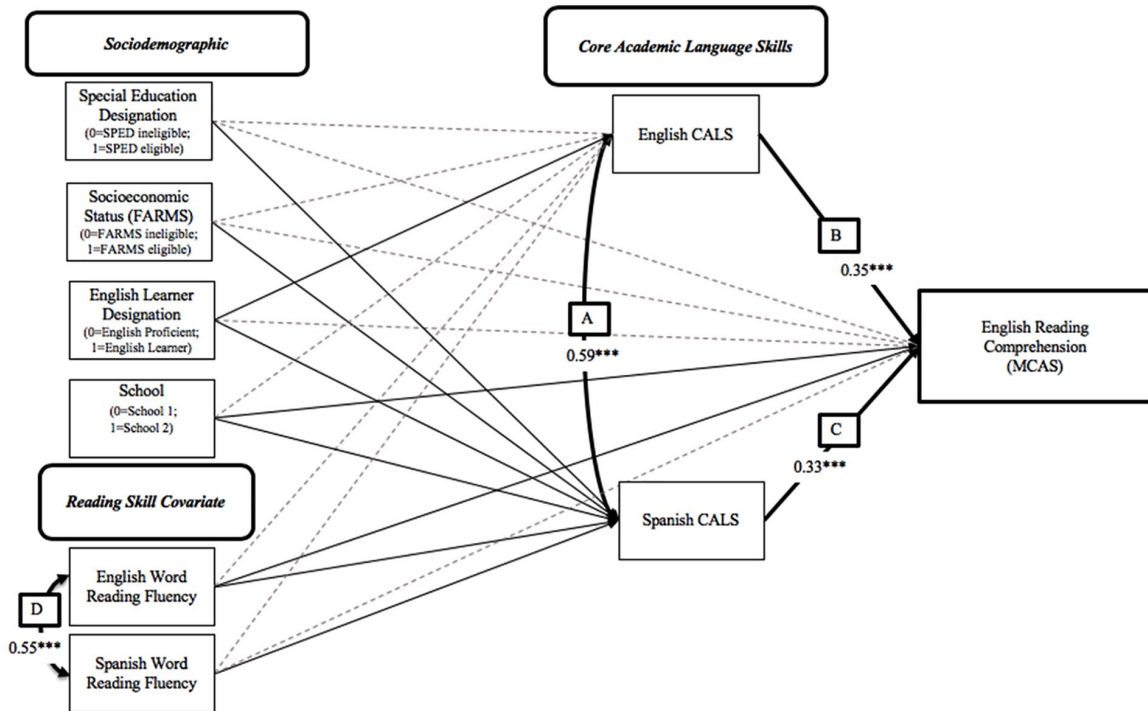 Sociodemographic
Special Education
Designation
(0=SPED ineligible;
1=SPED eligible)
Socioeconomic
Status (FARMS)
(0=FARMS ineligible;
1=FARMS eligible)
English Learner
Designation
(0=English Proficient;
1=English Learner)
School
(0=School 1;
1=School 2)
Reading Skill Covariate
English Word
Reading Fluency
D
0.55***
Spanish Word
Reading Fluency
Core Academic Language Skills
English CALS
A
0.59***
Spanish CALS
B
0.35***
C
0.33***
English Reading
Comprehension
(MCAS)